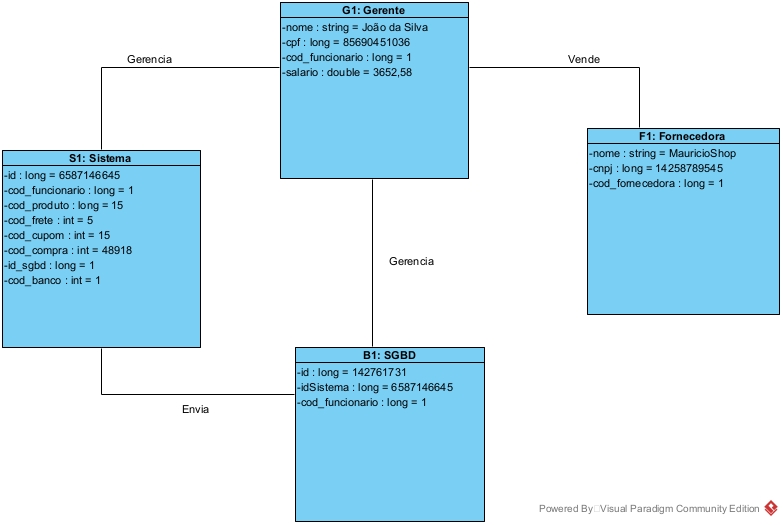 G1: Gerente
-nome : string = João da Silva
-cpf : long = 85690451036
-cod_funcionario : long = 1
-salario : double = 3652,58
Gerencia
Vende
F1: Fornecedora
-nome : string = MauricioShop
-cnpj : long = 14258789545
-cod_fornecedora : long = 1
S1: Sistema
-id : long = 6587146645
-cod_funcionario : long = 1
-cod_produto : long = 15
-cod_frete : int = 5
-cod_cupom : int = 15
-cod_compra : int = 48918
-id_sgbd : long = 1
-cod_banco : int = 1
Gerencia
B1: SGBD
-id : long = 142761731
-idSistema : long = 6587146645
-cod_funcionario : long = 1
Envia
Powered By Visual Paradigm Community Edition